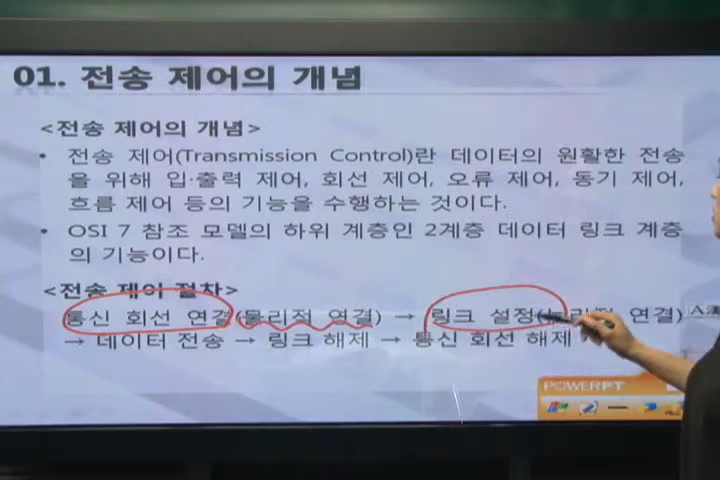 01. 전송 제어의 개념
<전송 제어의 개념>
• 전송 제어(Transmission Control)란 데이터의 원활한 전송
을 위해 입·출력 제어, 회선 제어, 오류 제어, 동기 제어,
흐름 제어 등의 기능을 수행하는 것이다.
• OSI 7 참조 모델의 하위 계층인 2계층 데이터 링크 계층
의 기능이다.
<전송 제어 절차>
통신 회선 연결(물리적 연결) → 링크 설정( 연결)
→ 데이터 전송 → 링크 해제 → 통신 회선 해제
POWERPT